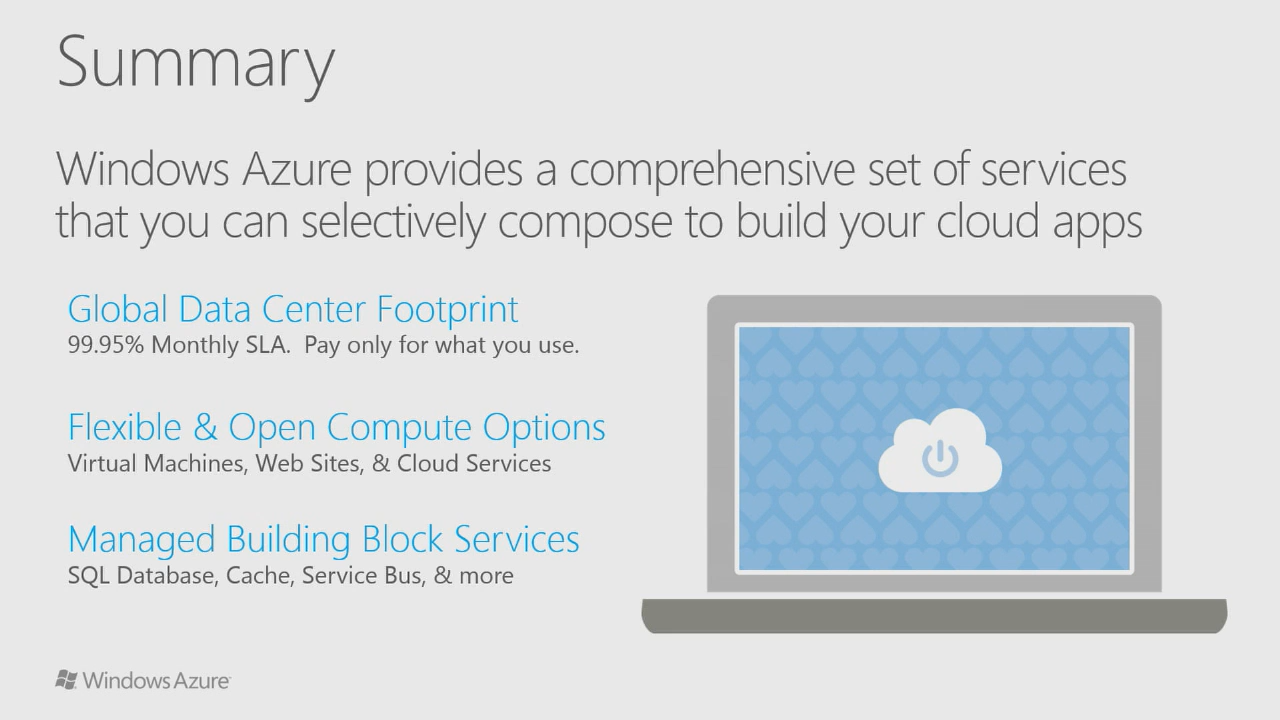 Summary
Windows Azure provides a comprehensive set of services
that you can selectively compose to build your cloud apps
Global Data Center Footprint
99.95% Monthly SLA.  Pay only for what you use.
Flexible & Open Compute Options
Virtual Machines, Web Sites, & Cloud Services
Managed Building Block Services
SQL Database, Cache, Service Bus, & more
Windows Azure